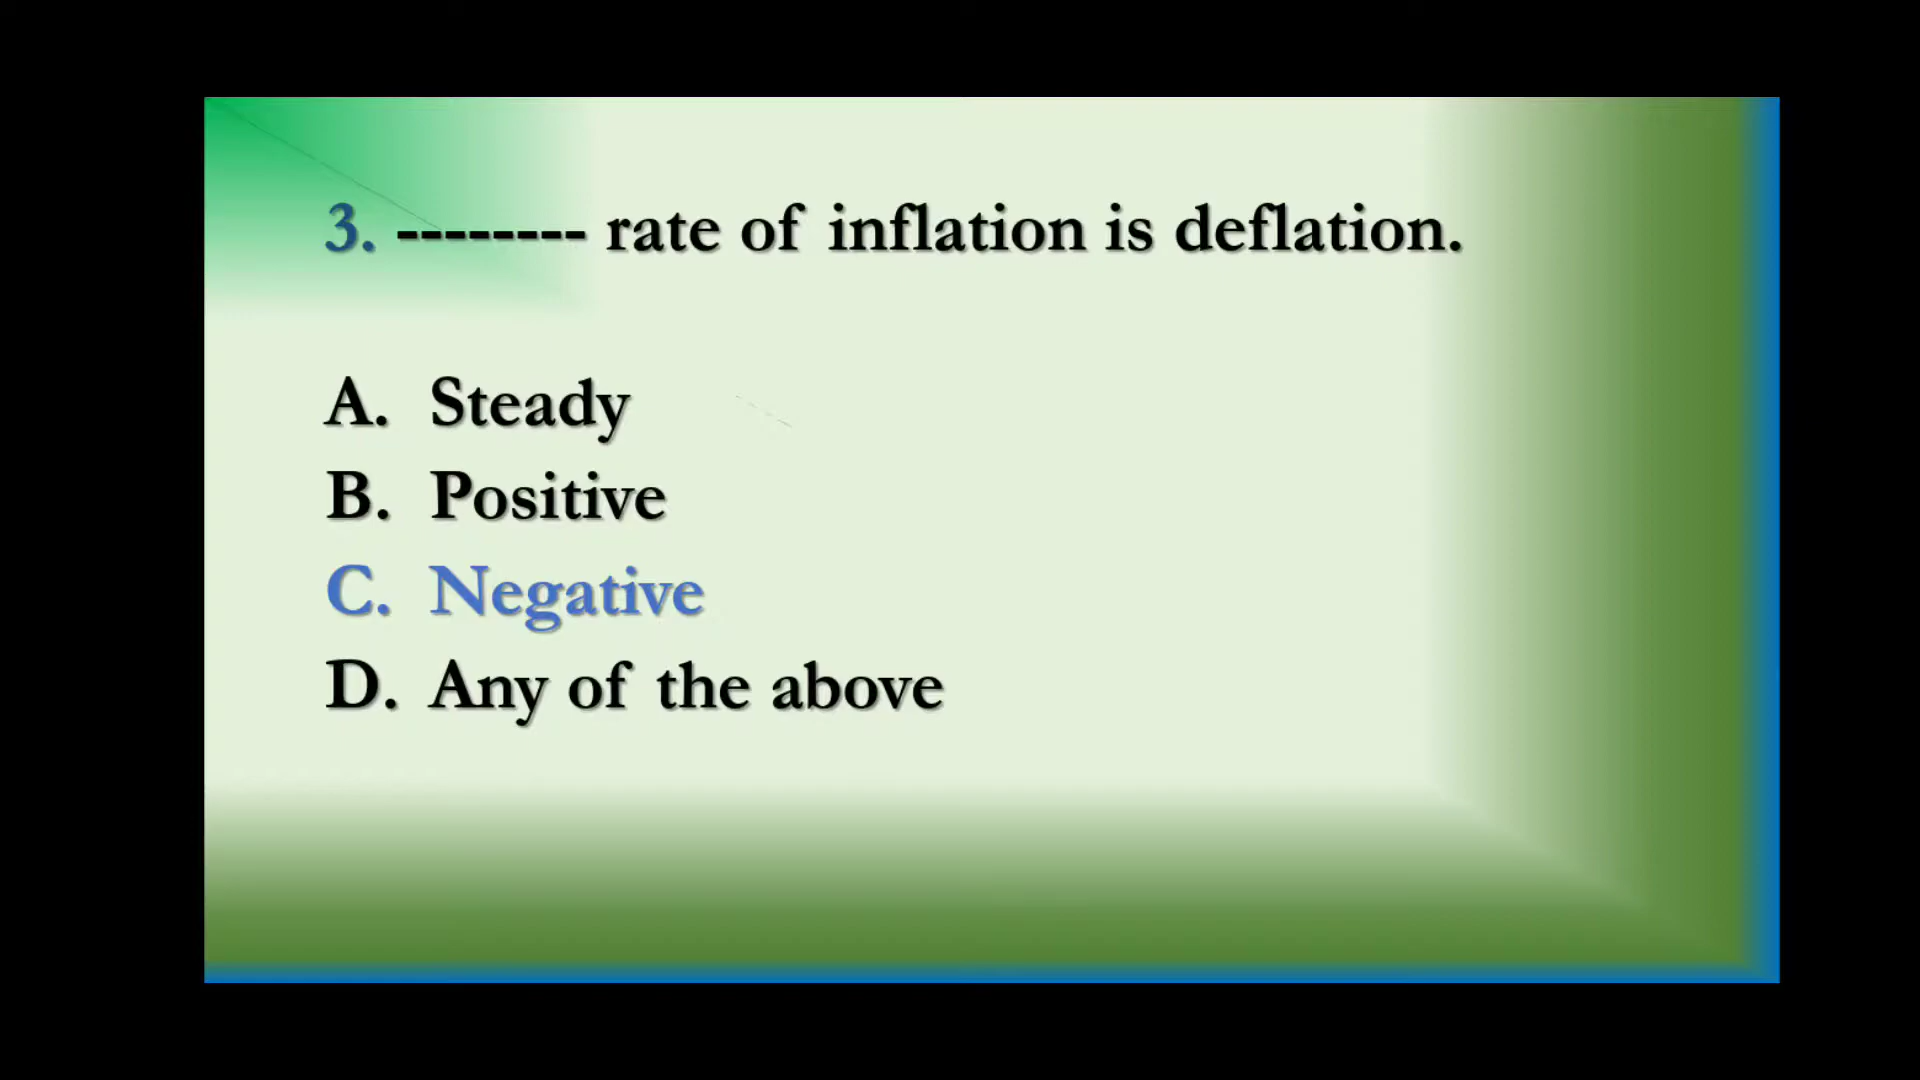 3. -------- rate of inflation is deflation.
A. Steady
B. Positive
C. Negative
D. Any of the above